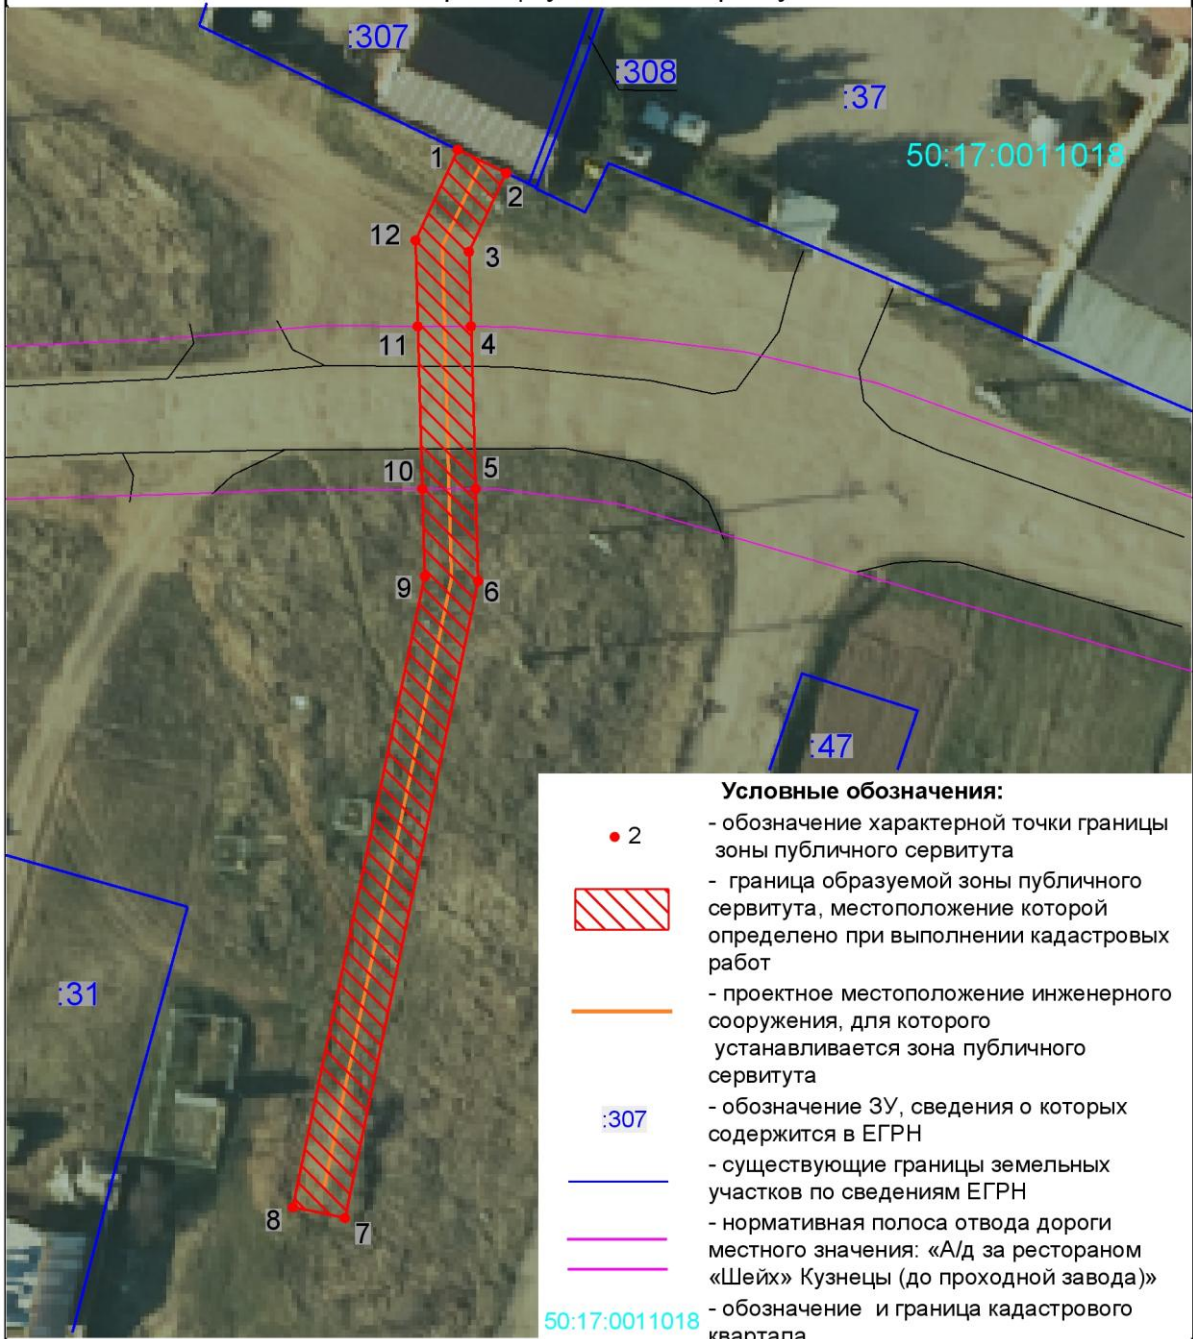 :307
:308
:37
50:17:0011018
1
2
12
3
11
4
10
5
9
6
:47
:31
8
7
Условные обозначения:
2
- обозначение характерной точки границы
зоны публичного сервитута
- граница образуемой зоны публичного
сервитута, местоположение которой
определено при выполнении кадастровых
работ
- проектное местоположение инженерного
сооружения, для которого
устанавливается зона публичного
сервитута
:307
- обозначение ЗУ, сведения о которых
содержится в ЕГРН
- существующие границы земельных
участков по сведениям ЕГРН
- нормативная полоса отвода дороги
местного значения: «А/д за рестораном
«Шейх» Кузнецы (до проходной завода)»
50:17:0011018
- обозначение и граница кадастрового
квартала